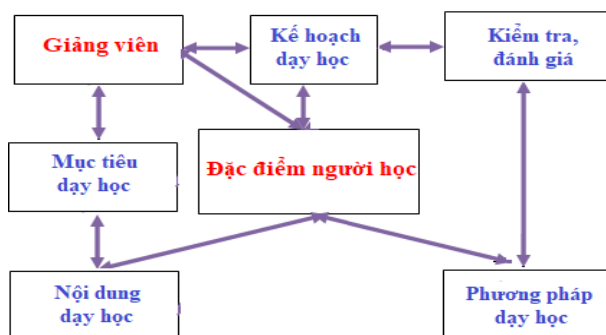 Giảng viên
Kế hoạch
dạy học
Kiểm tra,
đánh giá
Mục tiêu
dạy học
Đặc điểm người học
Nội dung
dạy học
Phương pháp
dạy học